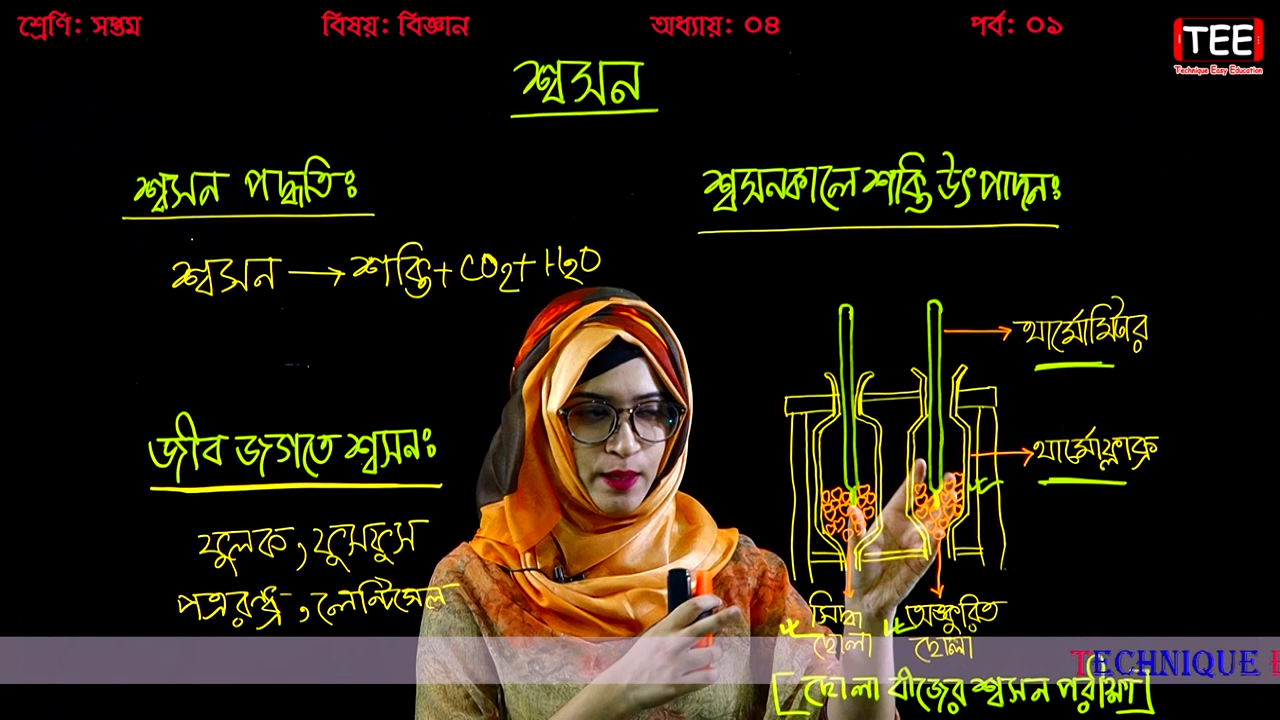 শ্রেণি: সপ্তম
বিষয়: বিজ্ঞান
অধ্যায়: ০৪
পর্ব: ০১
TEE
Technique Easy Education
শ্বসন
শ্বসন পদ্ধতিঃ
শ্বসন → শক্তি + CO2 + H2O
জীব জগতে শ্বসনঃ
ফুলকা, ফুসফুস
পত্ররন্ধ্র, লেন্টিসেল
শ্বসনকালে শক্তি উৎপাদনঃ
থার্মোমিটার
থার্মোফ্লাক্স
সিদ্ধ ছোলা
অঙ্কুরিত ছোলা
[ছোলা বীজের শ্বসন পরীক্ষা]
TECHNIQUE E